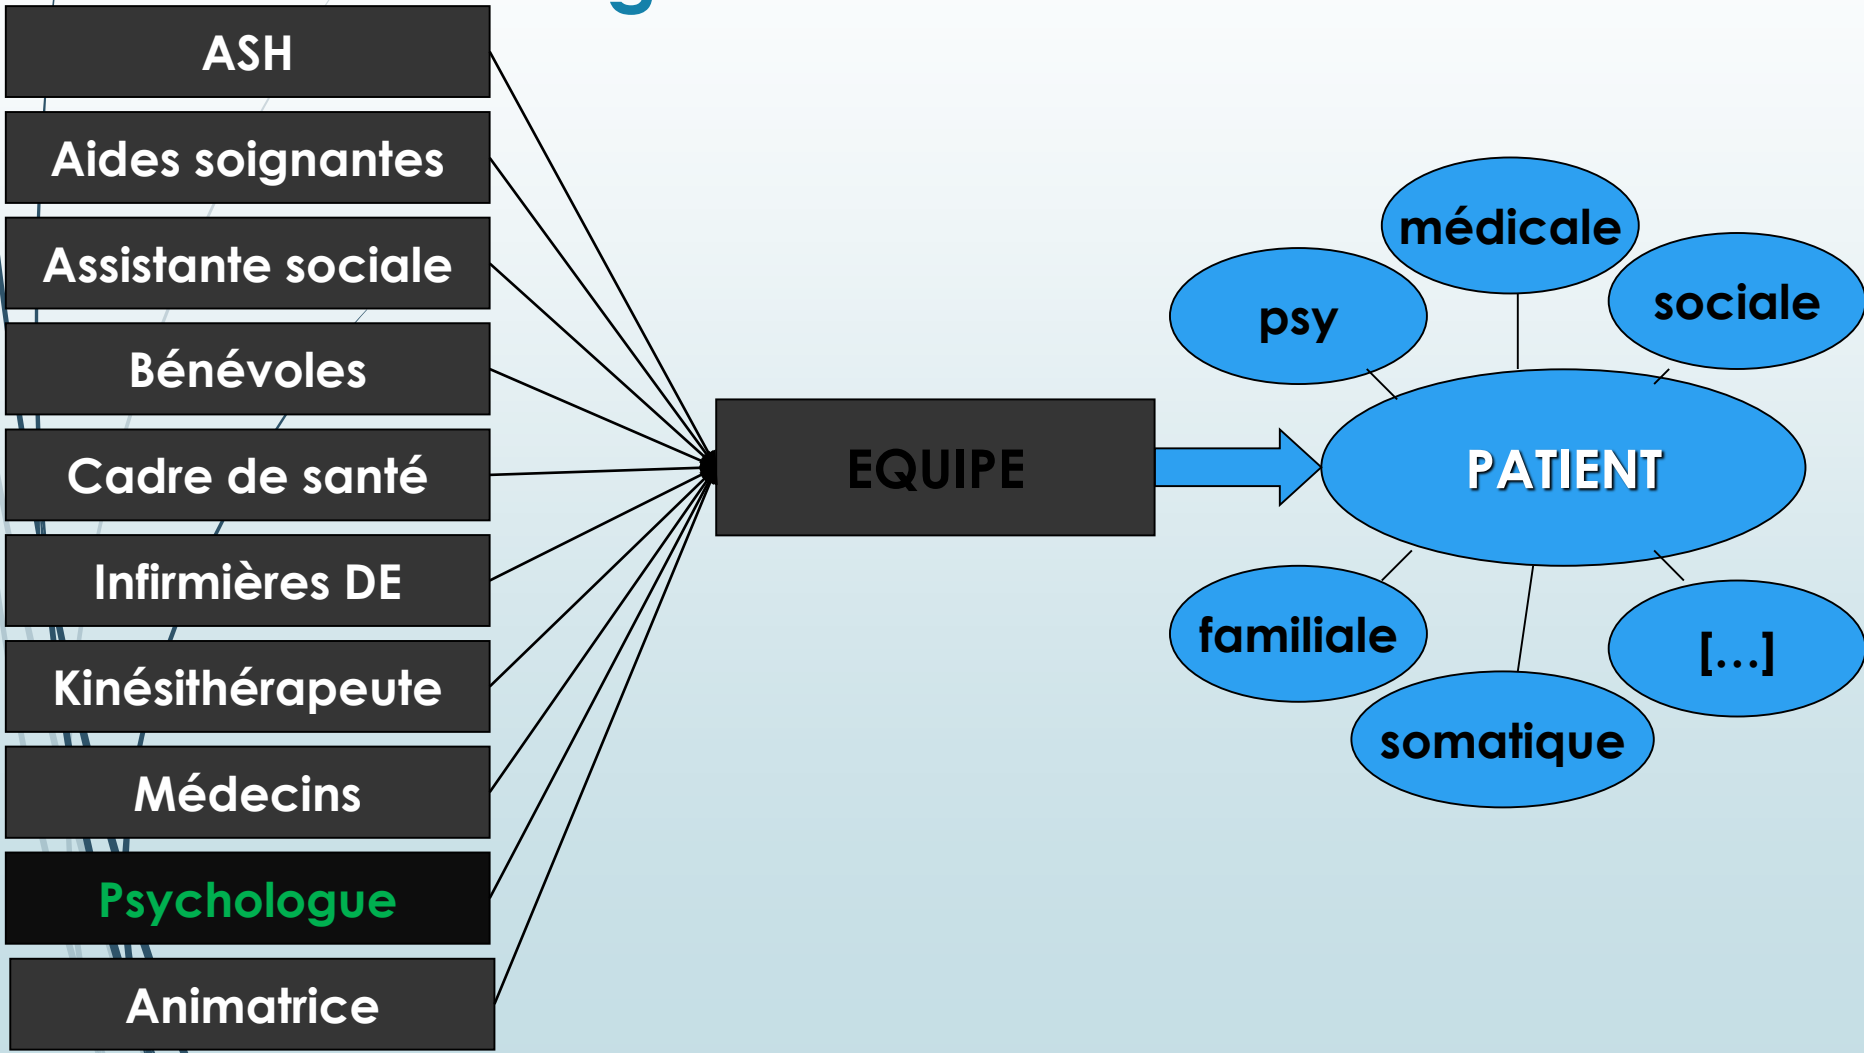 ASH
Aides soignantes
Assistante sociale
Bénévoles
Cadre de santé
Infirmières DE
Kinésithérapeute
Médecins
Psychologue
Animatrice
EQUIPE
médicale
psy
sociale
PATIENT
familiale
[...]
somatique